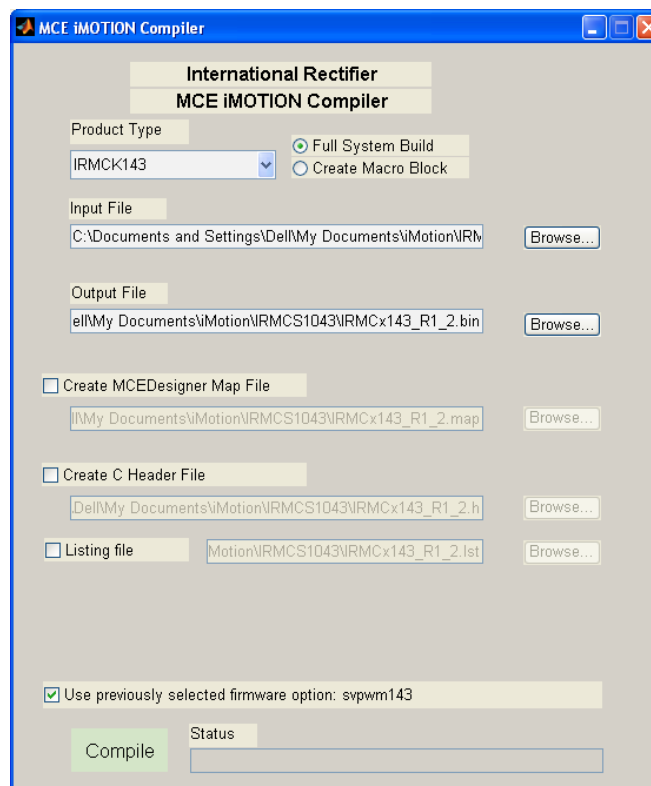 MCE iMOTION Compiler
International Rectifier
MCE iMOTION Compiler
Product Type
IRMCK143
Full System Build
Create Macro Block
Input File
C:\Documents and Settings\Dell\My Documents\iMotion\IRM
Browse...
Output File
ell\My Documents\iMotion\IRMCS1043\IRMCx143_R1_2.bin
Browse...
Create MCEDesigner Map File
ll\My Documents\iMotion\IRMCS1043\IRMCx143_R1_2.map
Browse...
Create C Header File
.Dell\My Documents\iMotion\IRMCS1043\IRMCx143_R1_2.h
Browse...
Listing file
Motion\IRMCS1043\IRMCx143_R1_2.lst
Browse...
Use previously selected firmware option: svpwm143
Compile
Status